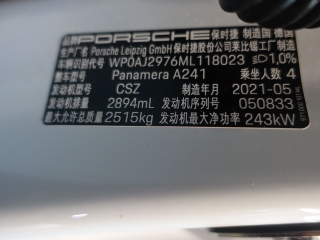 品牌 PORSCHE 保时捷 制造国 德国
生产厂名 Porsche Leipzig GmbH 保时捷股份公司莱比锡工厂制造
车辆识别代号 WP0AJ2976ML118023
整车型号 Panamera A241 乘坐人数 4
发动机型号 CSZ 制造年月 2021-05
发动机排量 2894mL 发动机序列号 050833
最大允许总质量 2515kg 发动机最大净功率 243kW